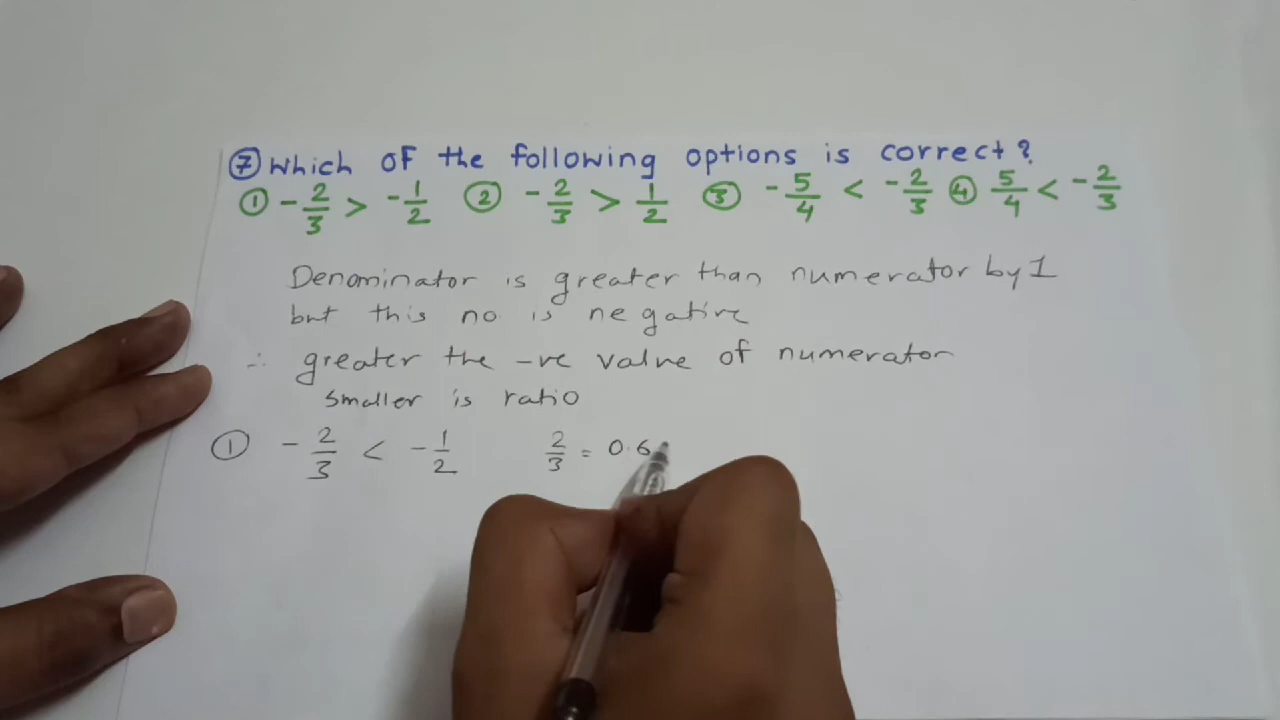 ⑦ Which of the following options is correct?
① -2/3 > -1/2 ② -2/3 > 1/2 ③ -5/4 < -2/3 ④ 5/4 < -2/3
Denominator is greater than numerator by 1
but this no is negative
∴ greater the -ve value of numerator
smaller is ratio
① -2/3 < -1/2 2/3 = 0.6